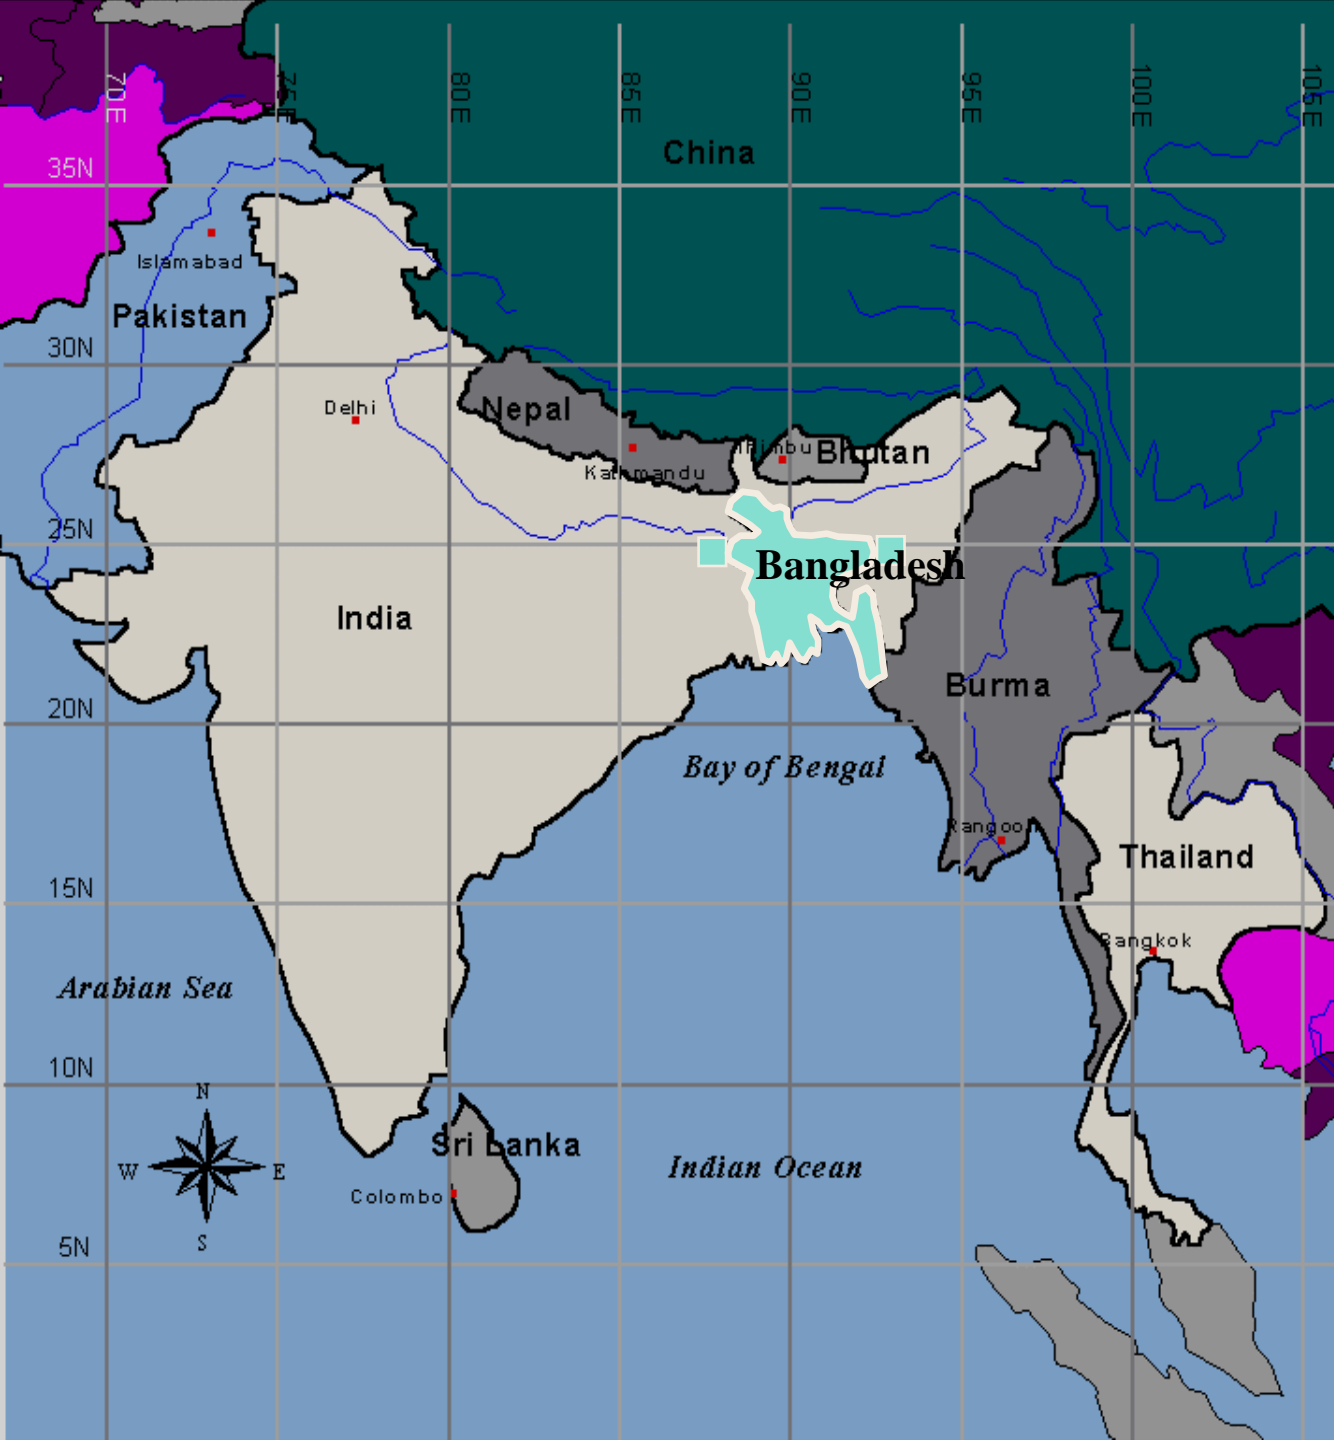 70E
75E
80E
85E
90E
95E
100E
105E
China
35N
Islamabad
Pakistan
30N
Delhi
Nepal
Kathmandu
Thimbu
Bhutan
25N
Bangladesh
India
Burma
20N
Bay of Bengal
Rangoon
Thailand
15N
Bangkok
Arabian Sea
10N
N
W
E
S
Sri Lanka
Colombo
Indian Ocean
5N